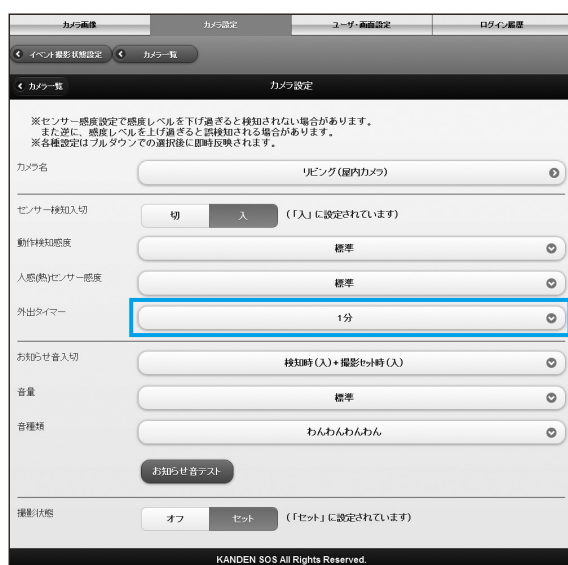 カメラ画像 カメラ設定 ユーザ・画面設定 ログイン履歴
イベント撮影状態設定 カメラ一覧
カメラ一覧 カメラ設定
※センサー感度設定で感度レベルを下げ過ぎると検知されない場合があります。
また逆に、感度レベルを上げ過ぎると誤検知される場合があります。
※各種設定はプルダウンでの選択後に即時反映されます。
カメラ名 リビング(屋内カメラ)
センサー検知入切 切 入 (「入」に設定されています)
動作検知感度 標準
人感(熱)センサー感度 標準
外出タイマー 1分
お知らせ音入切 検知時(入)+撮影セット時(入)
音量 標準
音種類 わんわんわんわん
お知らせ音テスト
撮影状態 オフ セット (「セット」に設定されています)
KANDEN SOS All Rights Reserved.